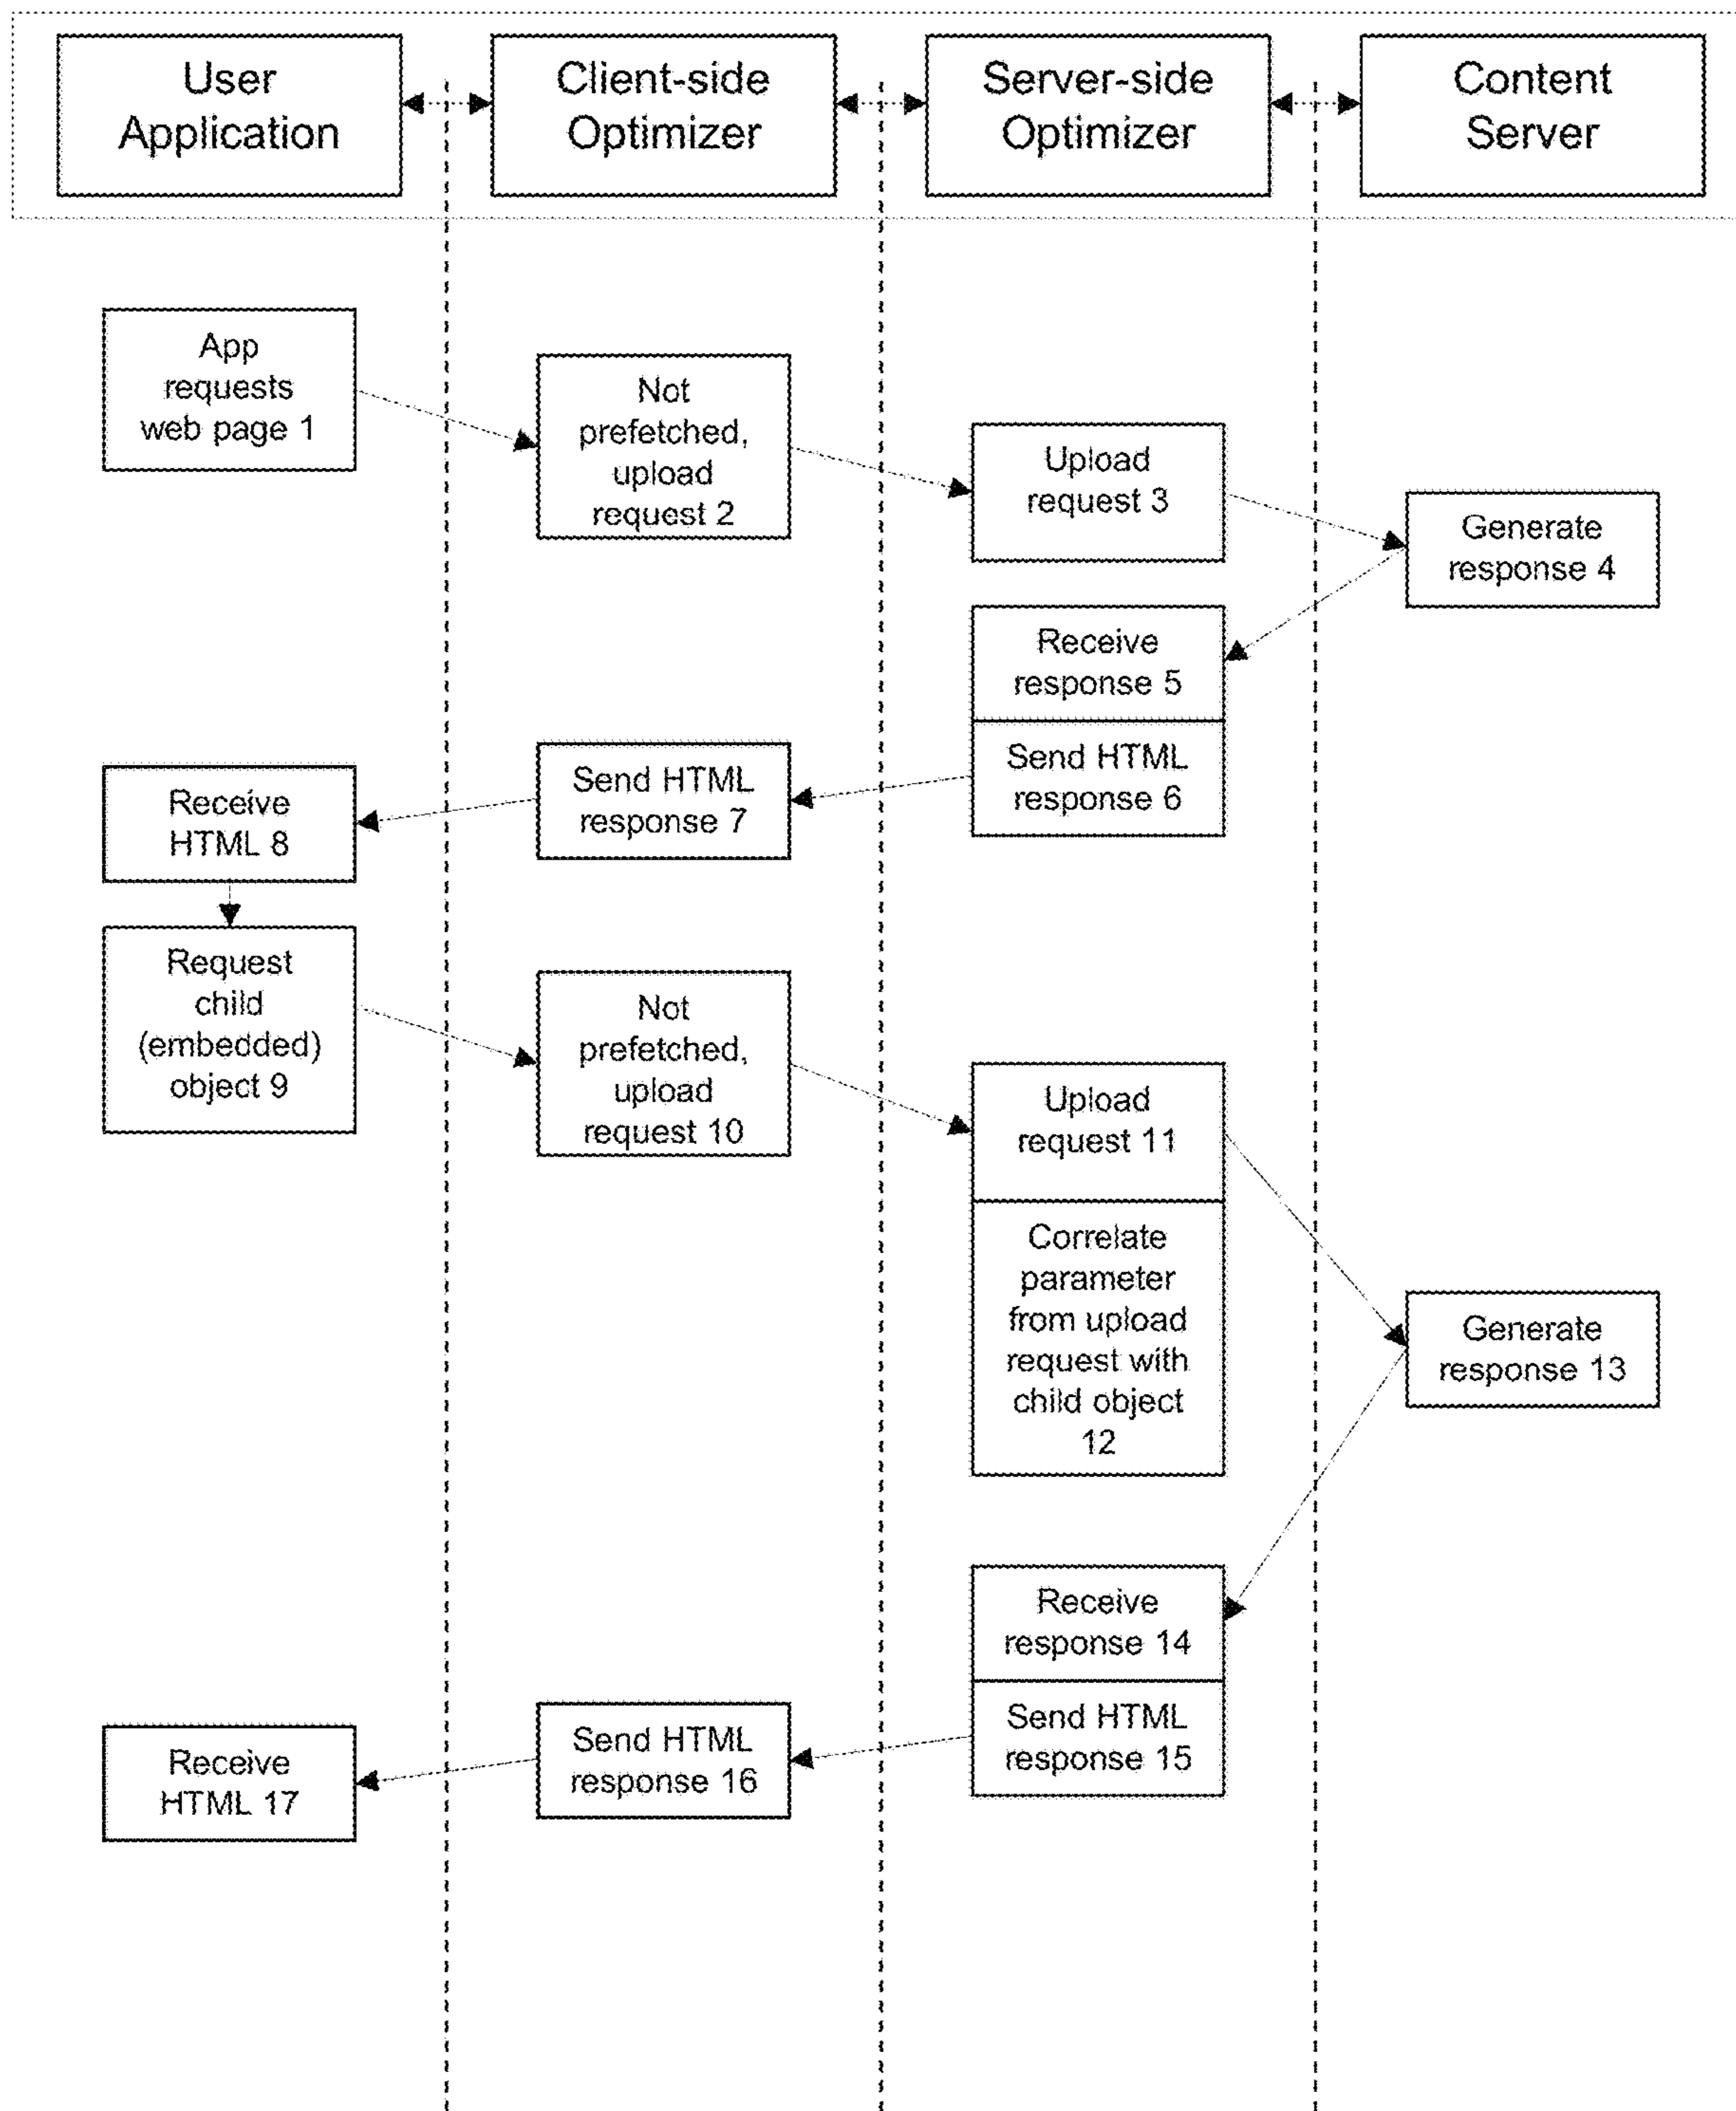 User
Application
Client-side
Optimizer
Server-side
Optimizer
Content
Server
App
requests
web page 1
Not
prefetched,
upload
request 2
Upload
request 3
Generate
response 4
Receive
response 5
Send HTML
response 6
Send HTML
response 7
Receive
HTML 8
Request
child
(embedded)
object 9
Not
prefetched,
upload
request 10
Upload
request 11
Correlate
parameter
from upload
request with
child object
12
Generate
response 13
Receive
response 14
Send HTML
response 15
Send HTML
response 16
Receive
HTML 17